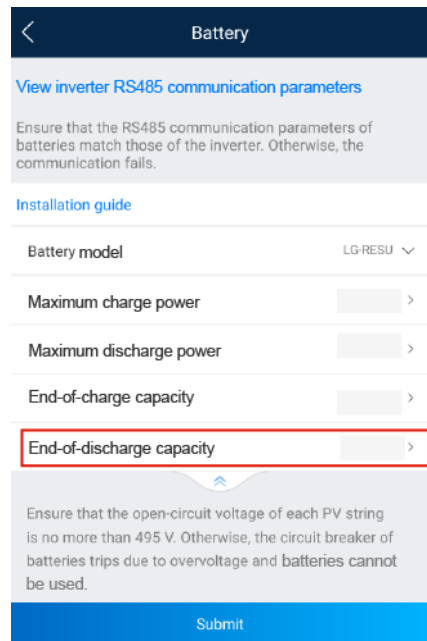 Battery
View inverter RS485 communication parameters
Ensure that the RS485 communication parameters of
batteries match those of the inverter. Otherwise, the
communication fails.
Installation guide
Battery model LG-RESU
Maximum charge power
Maximum discharge power
End-of-charge capacity
End-of-discharge capacity
Ensure that the open-circuit voltage of each PV string
is no more than 495 V. Otherwise, the circuit breaker of
batteries trips due to overvoltage and batteries cannot
be used.
Submit